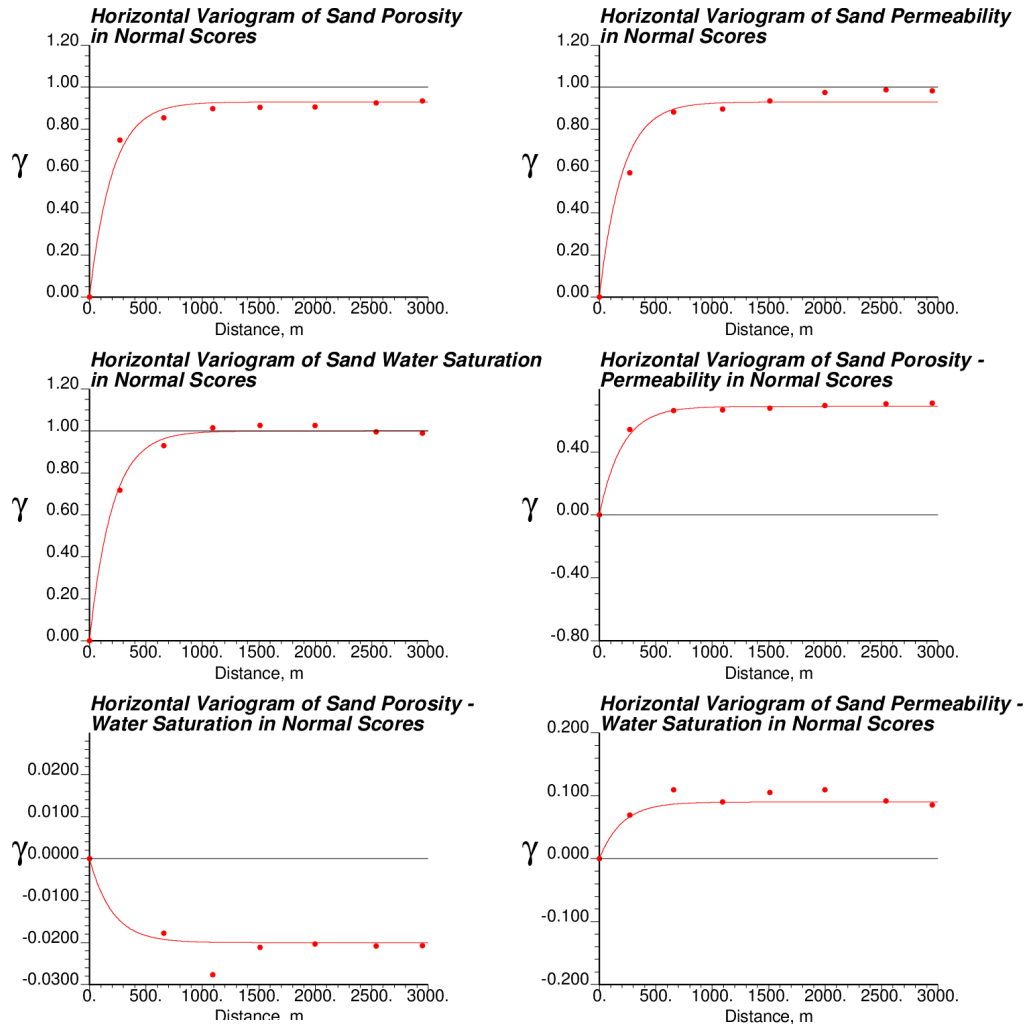 Horizontal Variogram of Sand Porosity
in Normal Scores
1.20
1.00
0.80
γ
0.60
0.40
0.20
0.00
0. 500. 1000. 1500. 2000. 2500. 3000.
Distance, m
Horizontal Variogram of Sand Permeability
in Normal Scores
1.20
1.00
0.80
γ
0.60
0.40
0.20
0.00
0. 500. 1000. 1500. 2000. 2500. 3000.
Distance, m
Horizontal Variogram of Sand Water Saturation
in Normal Scores
1.20
1.00
0.80
γ
0.60
0.40
0.20
0.00
0. 500. 1000. 1500. 2000. 2500. 3000.
Distance, m
Horizontal Variogram of Sand Porosity -
Permeability in Normal Scores
0.40
γ
0.00
-0.40
-0.80
0. 500. 1000. 1500. 2000. 2500. 3000.
Distance, m
Horizontal Variogram of Sand Porosity -
Water Saturation in Normal Scores
0.0200
0.0100
γ
0.0000
-0.0100
-0.0200
-0.0300
0. 500. 1000. 1500. 2000. 2500. 3000.
Distance, m
Horizontal Variogram of Sand Permeability -
Water Saturation in Normal Scores
0.200
0.100
γ
0.000
-0.100
-0.200
0. 500. 1000. 1500. 2000. 2500. 3000.
Distance, m